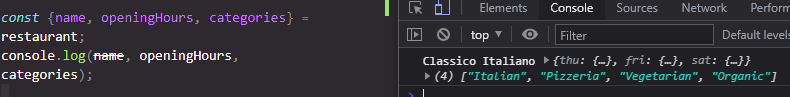 const {name, openingHours, categories} =
restaurant;
console.log(name, openingHours,
categories);
Elements Console Sources Network Perform
top Filter Default levels
Classico Italiano ▶{thu: {…}, fri: {…}, sat: {…}}
▶(4) ["Italian", "Pizzeria", "Vegetarian", "Organic"]